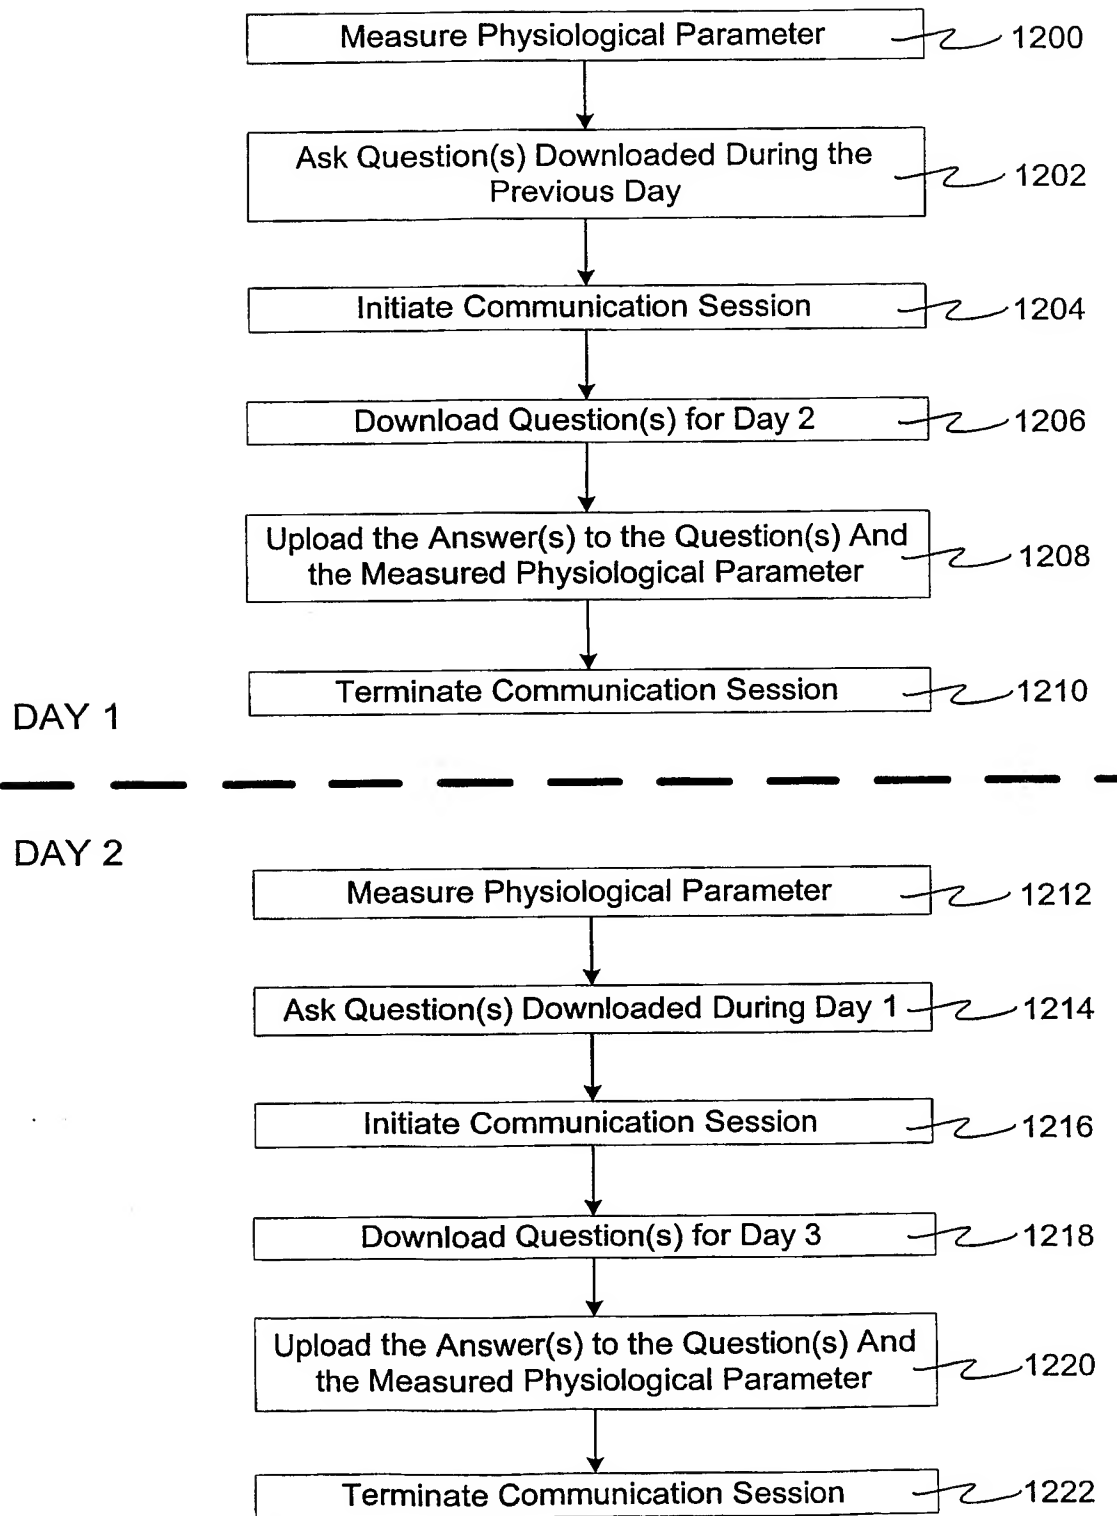 Measure Physiological Parameter 1200
Ask Question(s) Downloaded During the
Previous Day
1202
Initiate Communication Session 1204
Download Question(s) for Day 2 1206
Upload the Answer(s) to the Question(s) And
the Measured Physiological Parameter
1208
Terminate Communication Session 1210
DAY 1
DAY 2
Measure Physiological Parameter 1212
Ask Question(s) Downloaded During Day 1 1214
Initiate Communication Session 1216
Download Question(s) for Day 3 1218
Upload the Answer(s) to the Question(s) And
the Measured Physiological Parameter
1220
Terminate Communication Session 1222